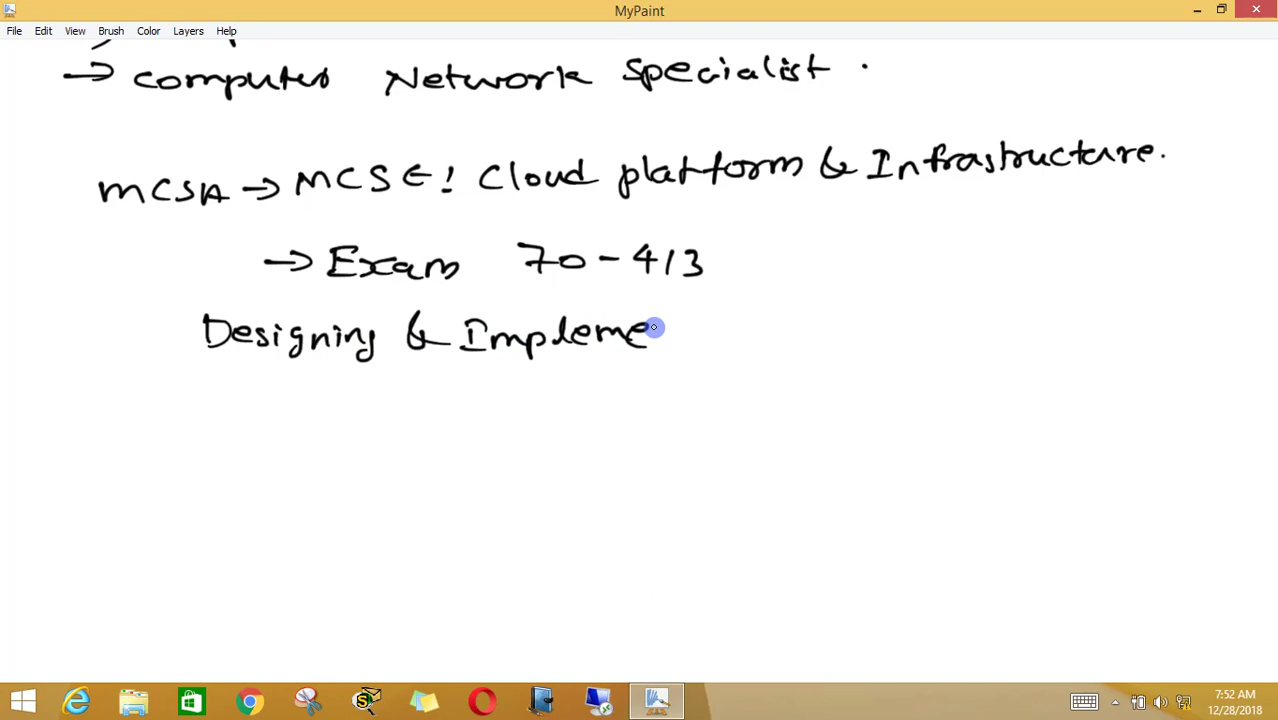 MyPaint
File Edit View Brush Color Layers Help
→ computer Network Specialist .
MCSA → MCSE! Cloud platform & Infrastructure.
→ Exam 70-413
Designing & Impleme
7:52 AM
12/28/2018